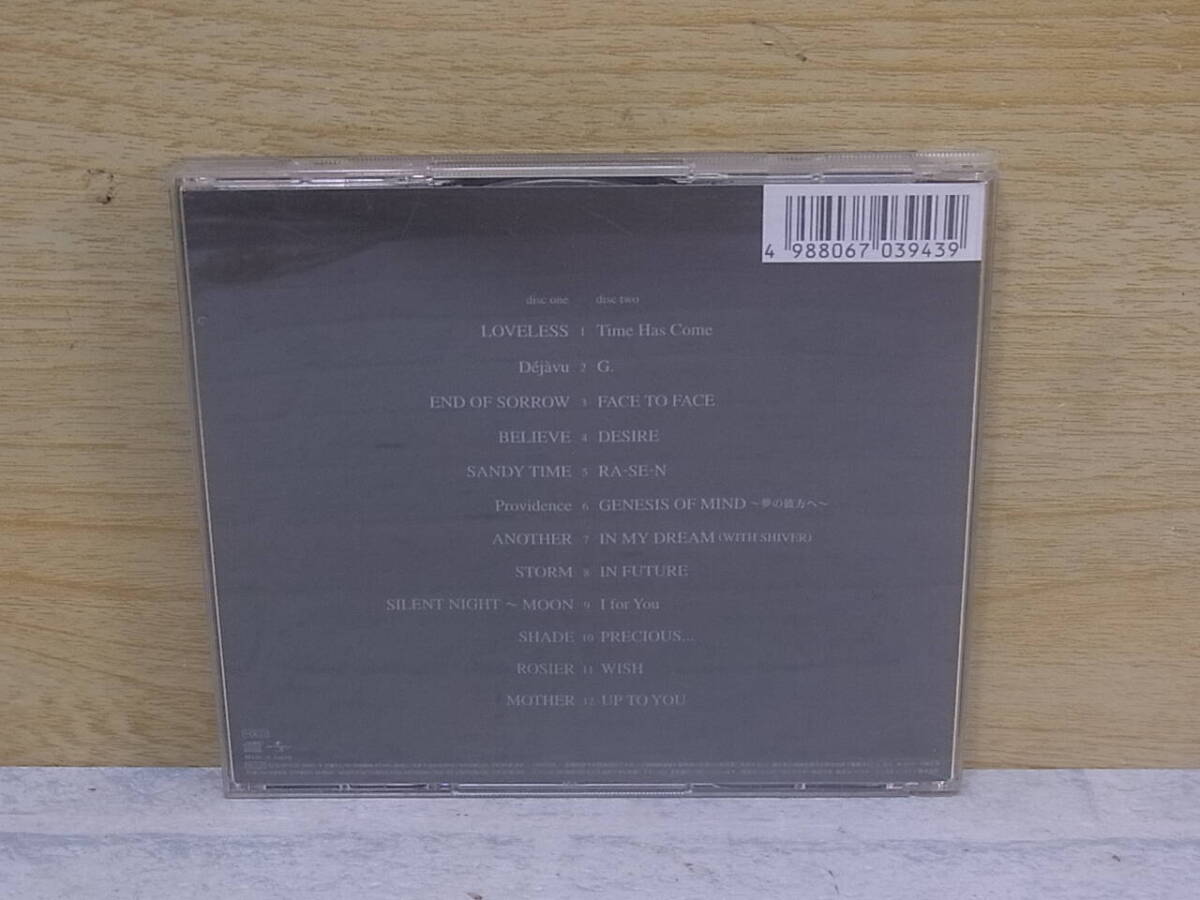 4 988067 039439
disc one disc two
LOVELESS 1 Time Has Come
Déjàvu 2 G.
END OF SORROW 3 FACE TO FACE
BELIEVE 4 DESIRE
SANDY TIME 5 RA-SE-N
Providence 6 GENESIS OF MIND ～夢の彼方へ～
ANOTHER 7 IN MY DREAM (WITH SHIVER)
STORM 8 IN FUTURE
SILENT NIGHT ～ MOON 9 I for You
SHADE 10 PRECIOUS...
ROSIER 11 WISH
MOTHER 12 UP TO YOU